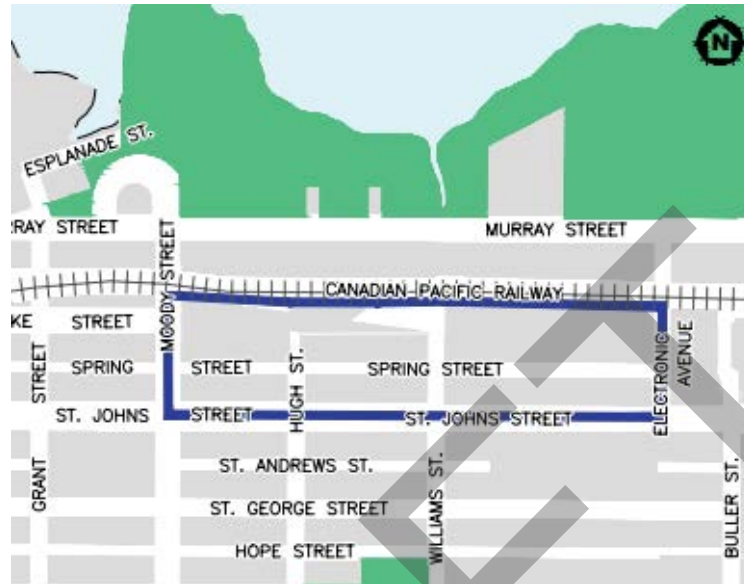 N
ESPLANADE ST.
RRAY STREET
MURRAY STREET
MOODY STREET
CANADIAN PACIFIC RAILWAY
KE STREET
SPRING STREET
SPRING STREET
HUGH ST.
ELECTRONIC AVENUE
STREET
GRANT
ST. JOHNS STREET
ST. JOHNS STREET
ST. ANDREWS ST.
ST. GEORGE STREET
HOPE STREET
WILLIAMS ST.
BULLER ST.